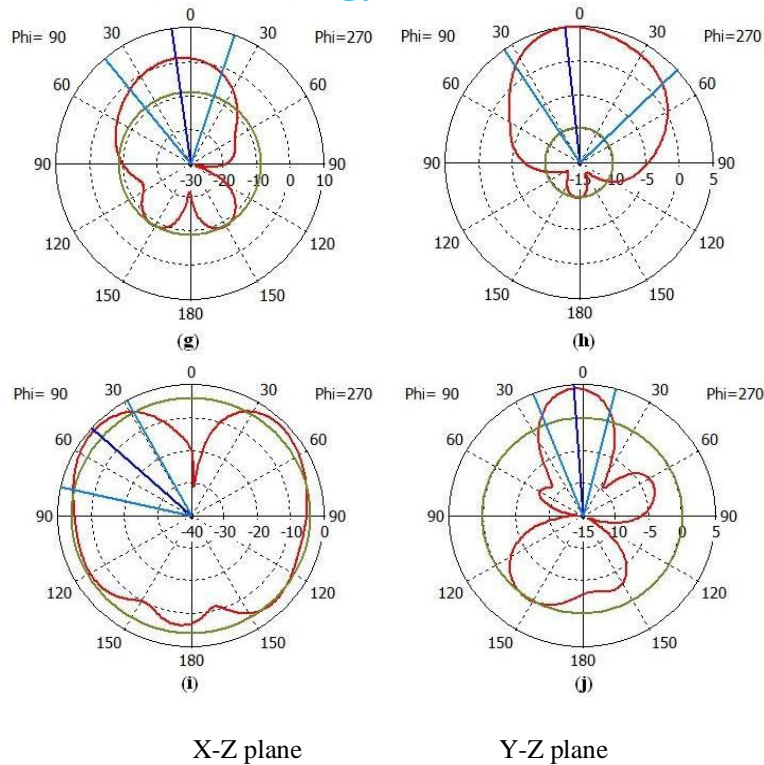 0 0
Phi= 90 30 30 Phi=270 Phi= 90 30 30 Phi=270
60 60 60 60
90 -30 -20 -10 0 10 90 90 -15 -10 -5 0 5 90
120 120 120 120
150 150 150 150
180 180
(g) (h)
0 0
Phi= 90 30 30 Phi=270 Phi= 90 30 30 Phi=270
60 60 60 60
90 -40 -30 -20 -10 0 90 90 -15 -10 -5 0 5 90
120 120 120 120
150 150 150 150
180 180
(i) (j)
X-Z plane Y-Z plane